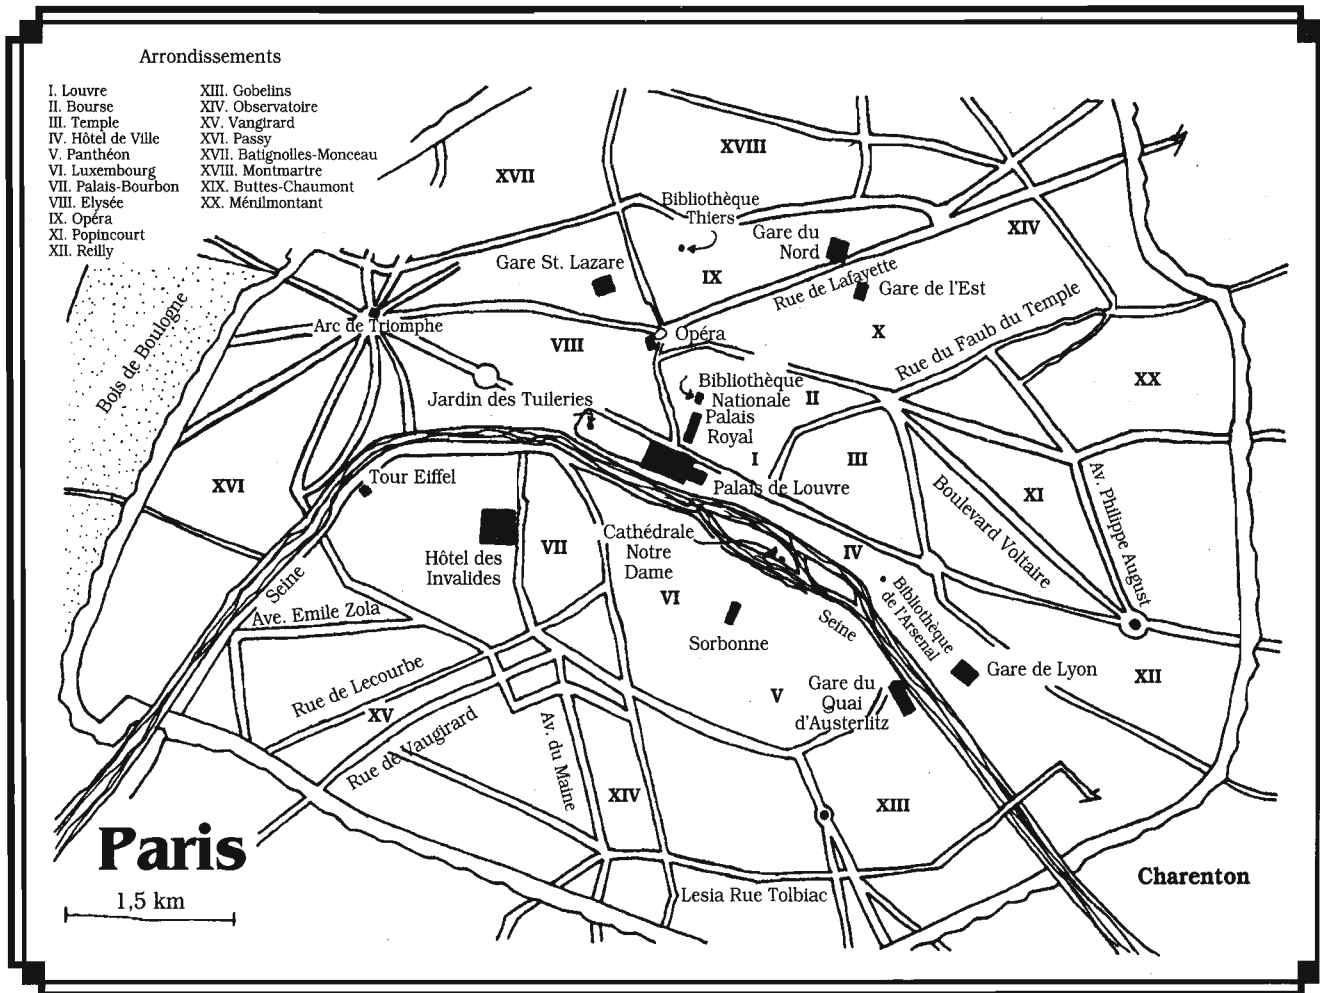 Arrondissements
I. Louvre
II. Bourse
III. Temple
IV. Hôtel de Ville
V. Panthéon
VI. Luxembourg
VII. Palais-Bourbon
VIII. Elysée
IX. Opéra
XI. Popincourt
XII. Reilly
XIII. Gobelins
XIV. Observatoire
XV. Vangirard
XVI. Passy
XVII. Batignolles-Monceau
XVIII. Montmartre
XIX. Buttes-Chaumont
XX. Ménilmontant
XVII
XVIII
Bibliothèque
Thiers
Gare du
Nord
XIV
Gare St. Lazare
IX
Rue de Lafayette
Gare de l'Est
Bois de Boulogne
Arc de Triomphe
VIII
Opéra
X
Rue du Faub du Temple
XX
Jardin des Tuileries
Bibliothèque
Nationale
II
Palais
Royal
I
III
XVI
Tour Eiffel
Palais de Louvre
XI
Boulevard Voltaire
Av. Philippe August
Hôtel des
Invalides
VII
Cathédrale
Notre
Dame
IV
VI
Seine
Ave. Emile Zola
Sorbonne
Seine
Bibliothèque
de l'Arsenal
Gare de Lyon
XII
Rue de Lecourbe
XV
Rue de Vaugirard
Av. du Maine
V
Gare du
Quai
d'Austerlitz
XIV
XIII
Paris
1,5 km
Lesia Rue Tolbiac
Charenton